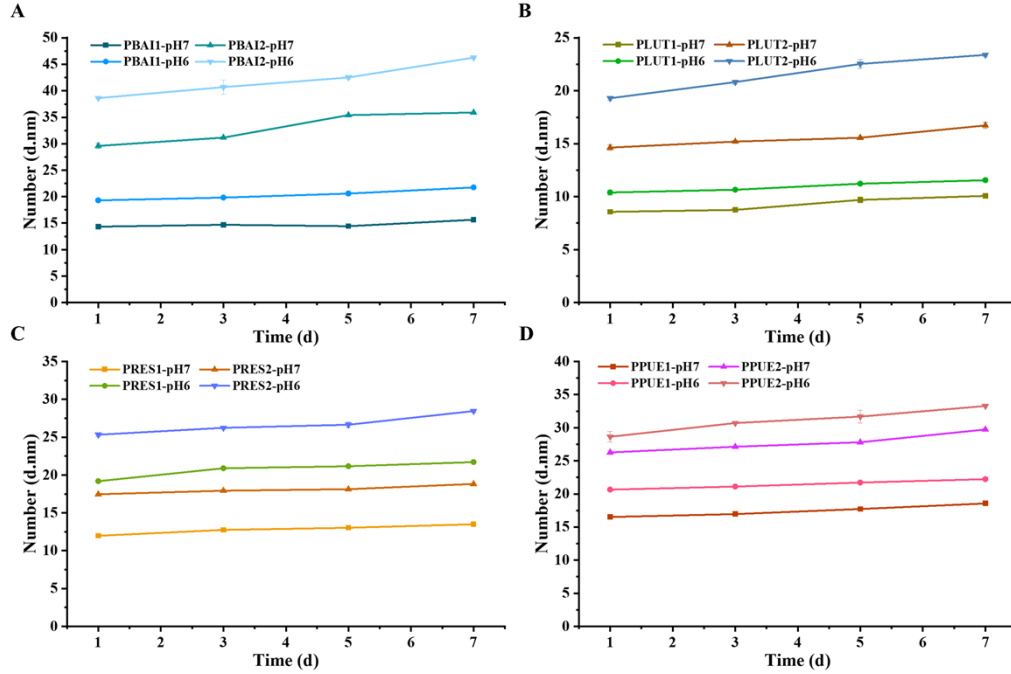 A
PBAI1-pH7 PBAI2-pH7
PBAI1-pH6 PBAI2-pH6
50
45
40
35
30
25
20
15
10
5
0
Number (d.nm)
1 2 3 4 5 6 7
Time (d)
B
PLUT1-pH7 PLUT2-pH7
PLUT1-pH6 PLUT2-pH6
25
20
15
10
5
0
Number (d.nm)
1 2 3 4 5 6 7
Time (d)
C
PRES1-pH7 PRES2-pH7
PRES1-pH6 PRES2-pH6
35
30
25
20
15
10
5
0
Number (d.nm)
1 2 3 4 5 6 7
Time (d)
D
PPUE1-pH7 PPUE2-pH7
PPUE1-pH6 PPUE2-pH6
40
35
30
25
20
15
10
5
0
Number (d.nm)
1 2 3 4 5 6 7
Time (d)